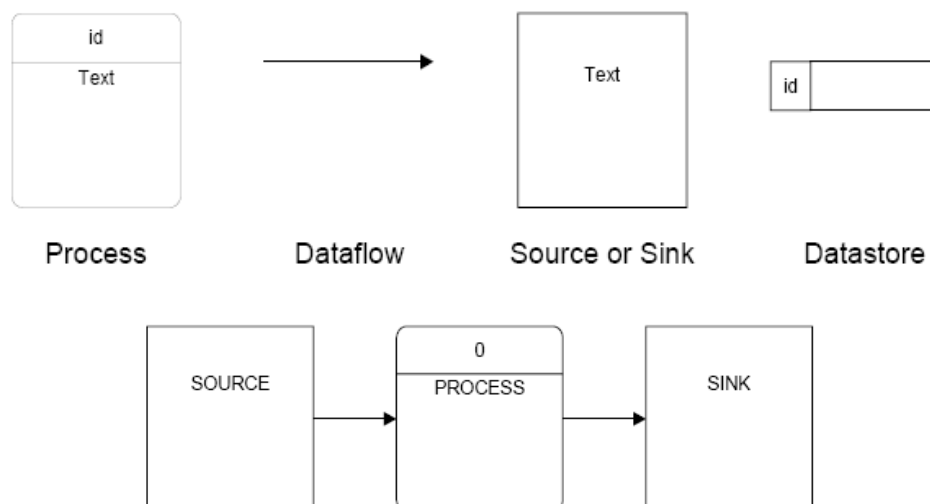 id
Text
Text
id
Process
Dataflow
Source or Sink
Datastore
SOURCE
0
PROCESS
SINK